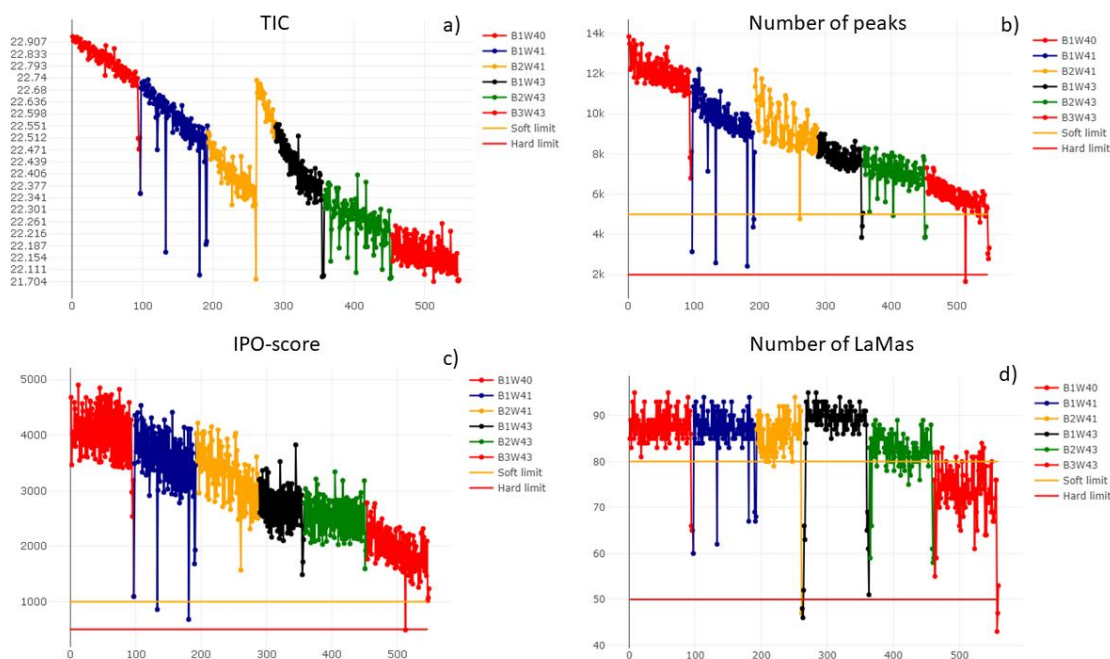 TIC
a)
22.907
22.833
22.793
22.74
22.68
22.636
22.598
22.551
22.512
22.471
22.439
22.406
22.377
22.341
22.301
22.261
22.216
22.187
22.154
22.111
21.704
0 100 200 300 400 500
B1W40
B1W41
B2W41
B1W43
B2W43
B3W43
Soft limit
Hard limit
Number of peaks
b)
14k
12k
10k
8k
6k
4k
2k
0 100 200 300 400 500
B1W40
B1W41
B2W41
B1W43
B2W43
B3W43
Soft limit
Hard limit
IPO-score
c)
5000
4000
3000
2000
1000
0 100 200 300 400 500
B1W40
B1W41
B2W41
B1W43
B2W43
B3W43
Soft limit
Hard limit
Number of LaMas
d)
90
80
70
60
50
40
0 100 200 300 400 500
B1W40
B1W41
B2W41
B1W43
B2W43
B3W43
Soft limit
Hard limit